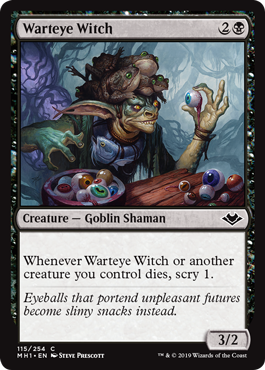 Warteye Witch 2
Creature — Goblin Shaman
Whenever Warteye Witch or another
creature you control dies, scry 1.
Eyeballs that portend unpleasant futures
become slimy snacks instead.
3/2
115/254 C
MH1 • EN Steve Prescott ™ & © 2019 Wizards of the Coast